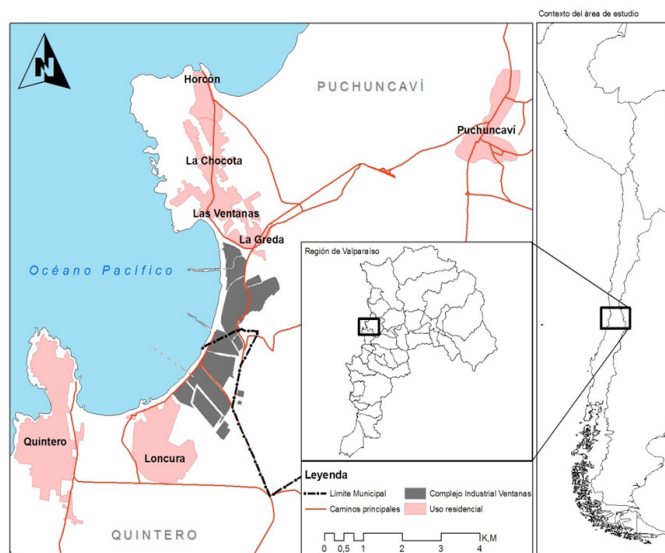 Contexto del área de estudio
N
Horcón
PUCHUNCAVÍ
Puchuncaví
La Chocota
Las Ventanas
La Greda
Océano Pacífico
Región de Valparaíso
Quintero
Loncura
QUINTERO
Leyenda
Límite Municipal
Complejo Industrial Ventanas
Caminos principales
Uso residencial
0 0,5 1 2 3 4 K,M